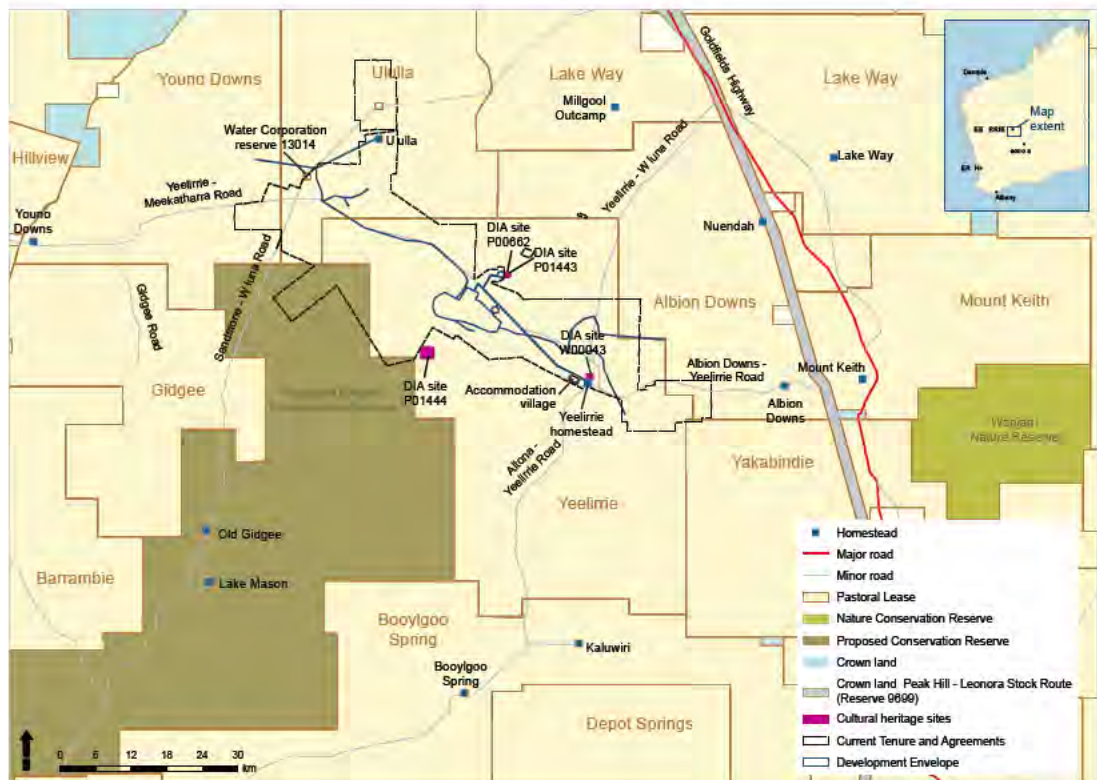 Young Downs
Ululla
Lake Way
Goldfields Highway
Lake Way
Millgool
Outcamp
Water Corporation
reserve 13014
Ululla
Hillview
Yeelirrie -
Meekatharra Road
Yeelirrie - Wiluna Road
Lake Way
Map
extent
Albany
Young
Downs
Sandstone - Wiluna Road
Gidgee Road
DIA site
P00662
DIA site
P01443
Nuendah
Albion Downs
Mount Keith
DIA site
W00043
DIA site
P01444
Accommodation
village
Yeelirrie
homestead
Albion Downs -
Yeelirrie Road
Albion
Downs
Mount Keith
Gidgee
Nature Reserve
Yeelirrie Road
Yakabindie
Yeelirrie
Old Gidgee
Lake Mason
Barrambie
Booylgoo
Spring
Kaluwiri
Booylgoo
Spring
Depot Springs
Homestead
Major road
Minor road
Pastoral Lease
Nature Conservation Reserve
Proposed Conservation Reserve
Crown land
Crown land Peak Hill - Leonora Stock Route
(Reserve 9699)
Cultural heritage sites
Current Tenure and Agreements
Development Envelope
0 6 12 18 24 30
km